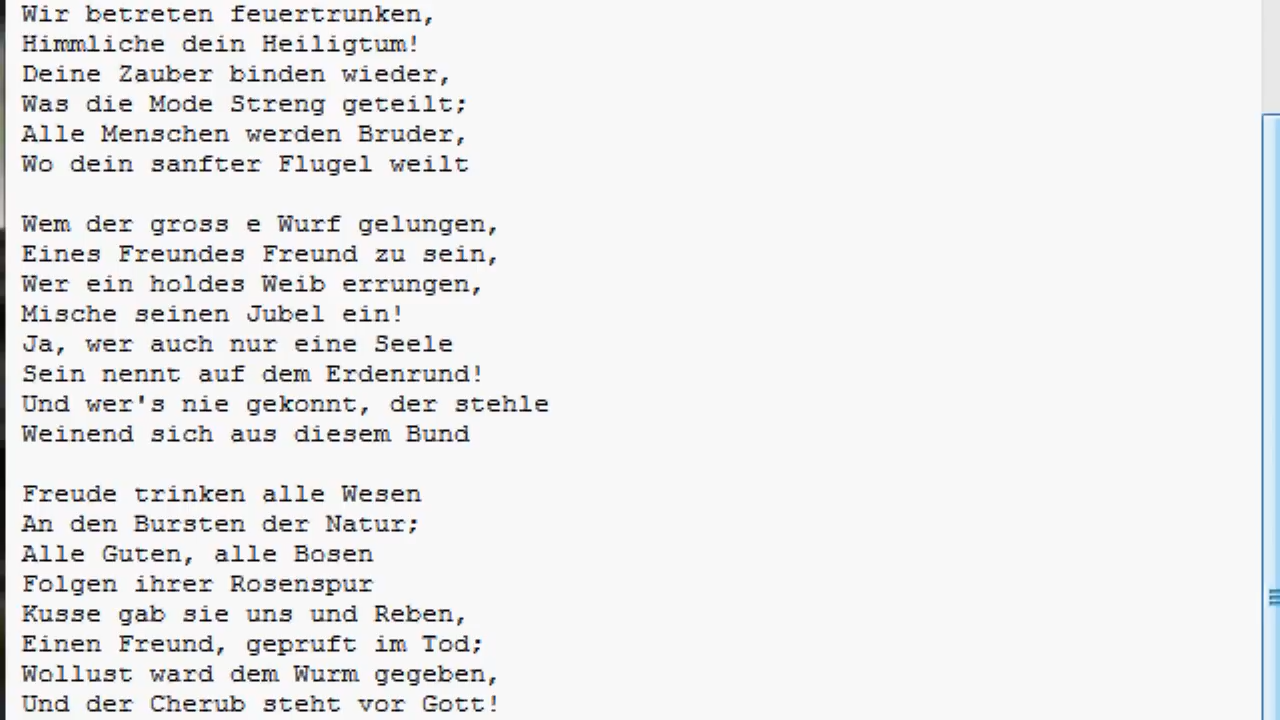 Wir betreten feuertrunken,
Himmliche dein Heiligtum!
Deine Zauber binden wieder,
Was die Mode Streng geteilt;
Alle Menschen werden Bruder,
Wo dein sanfter Flugel weilt
Wem der gross e Wurf gelungen,
Eines Freundes Freund zu sein,
Wer ein holdes Weib errungen,
Mische seinen Jubel ein!
Ja, wer auch nur eine Seele
Sein nennt auf dem Erdenrund!
Und wer's nie gekonnt, der stehle
Weinend sich aus diesem Bund
Freude trinken alle Wesen
An den Bursten der Natur;
Alle Guten, alle Bosen
Folgen ihrer Rosenspur
Kusse gab sie uns und Reben,
Einen Freund, gepruft im Tod;
Wollust ward dem Wurm gegeben,
Und der Cherub steht vor Gott!